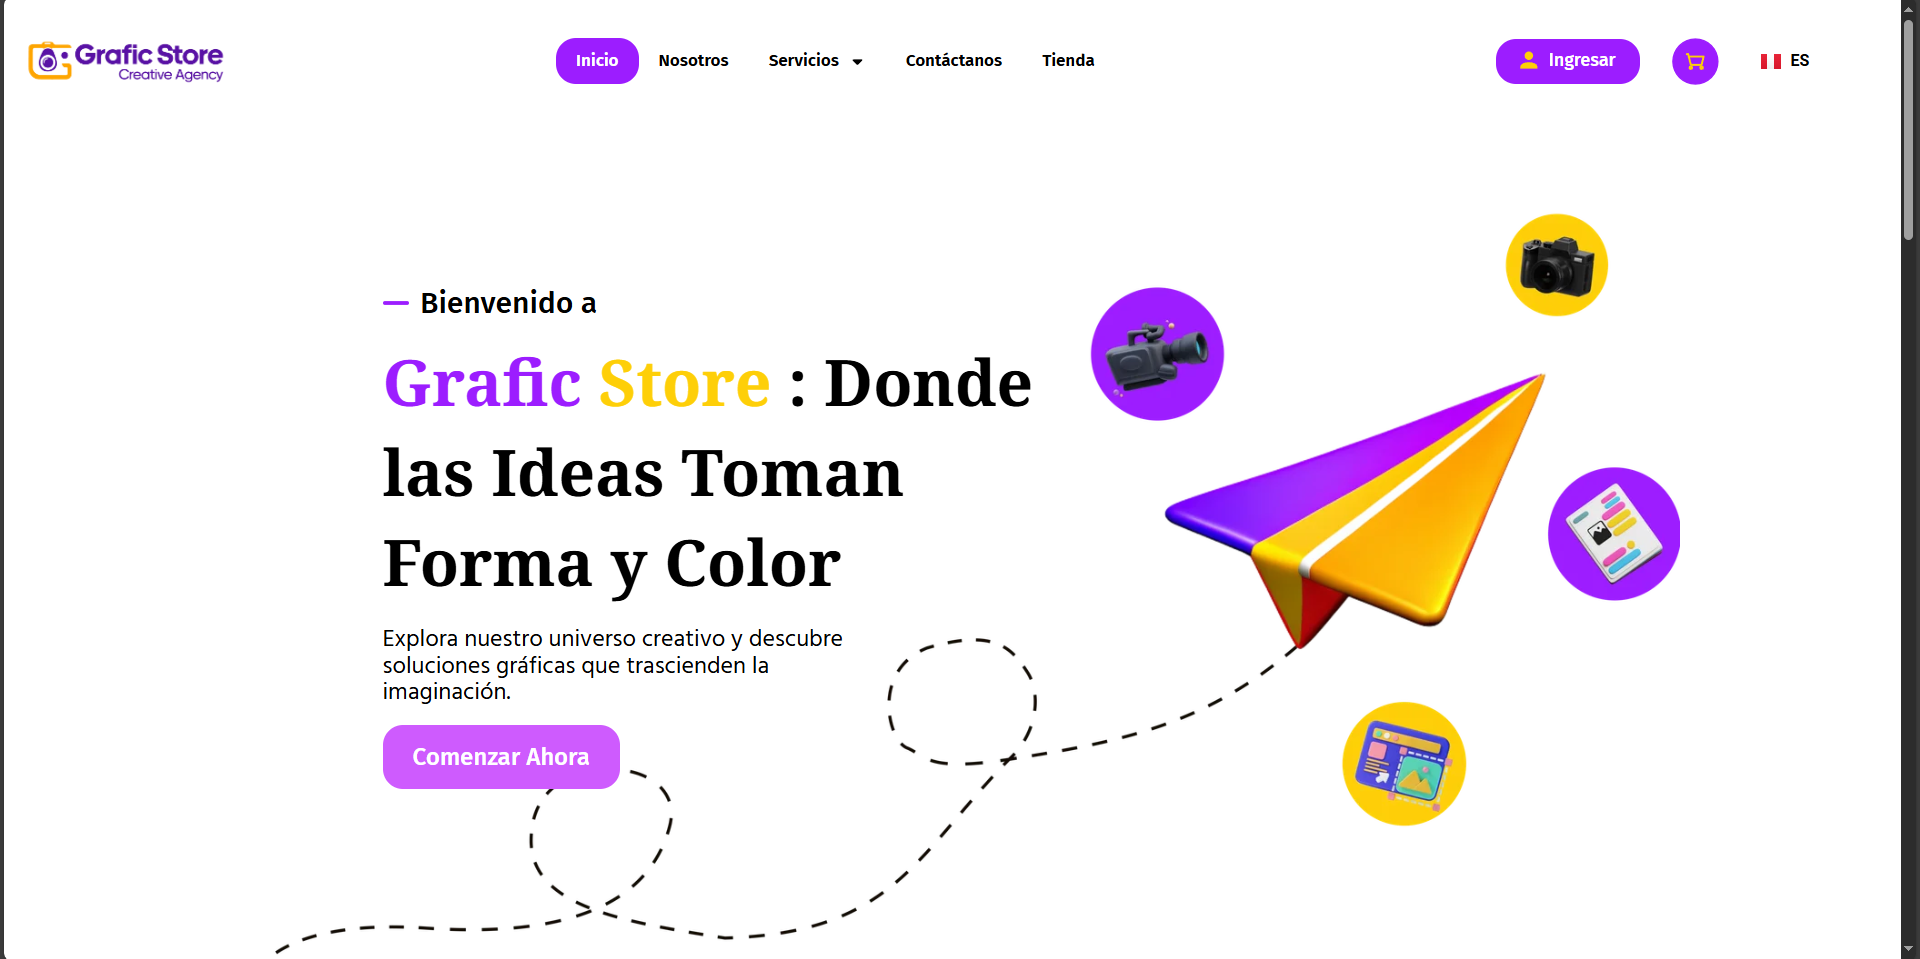 Grafic Store
Creative Agency
Inicio
Nosotros
Servicios
Contáctanos
Tienda
Ingresar
ES
Bienvenido a
Grafic Store : Donde
las Ideas Toman
Forma y Color
Explora nuestro universo creativo y descubre
soluciones gráficas que trascienden la
imaginación.
Comenzar Ahora